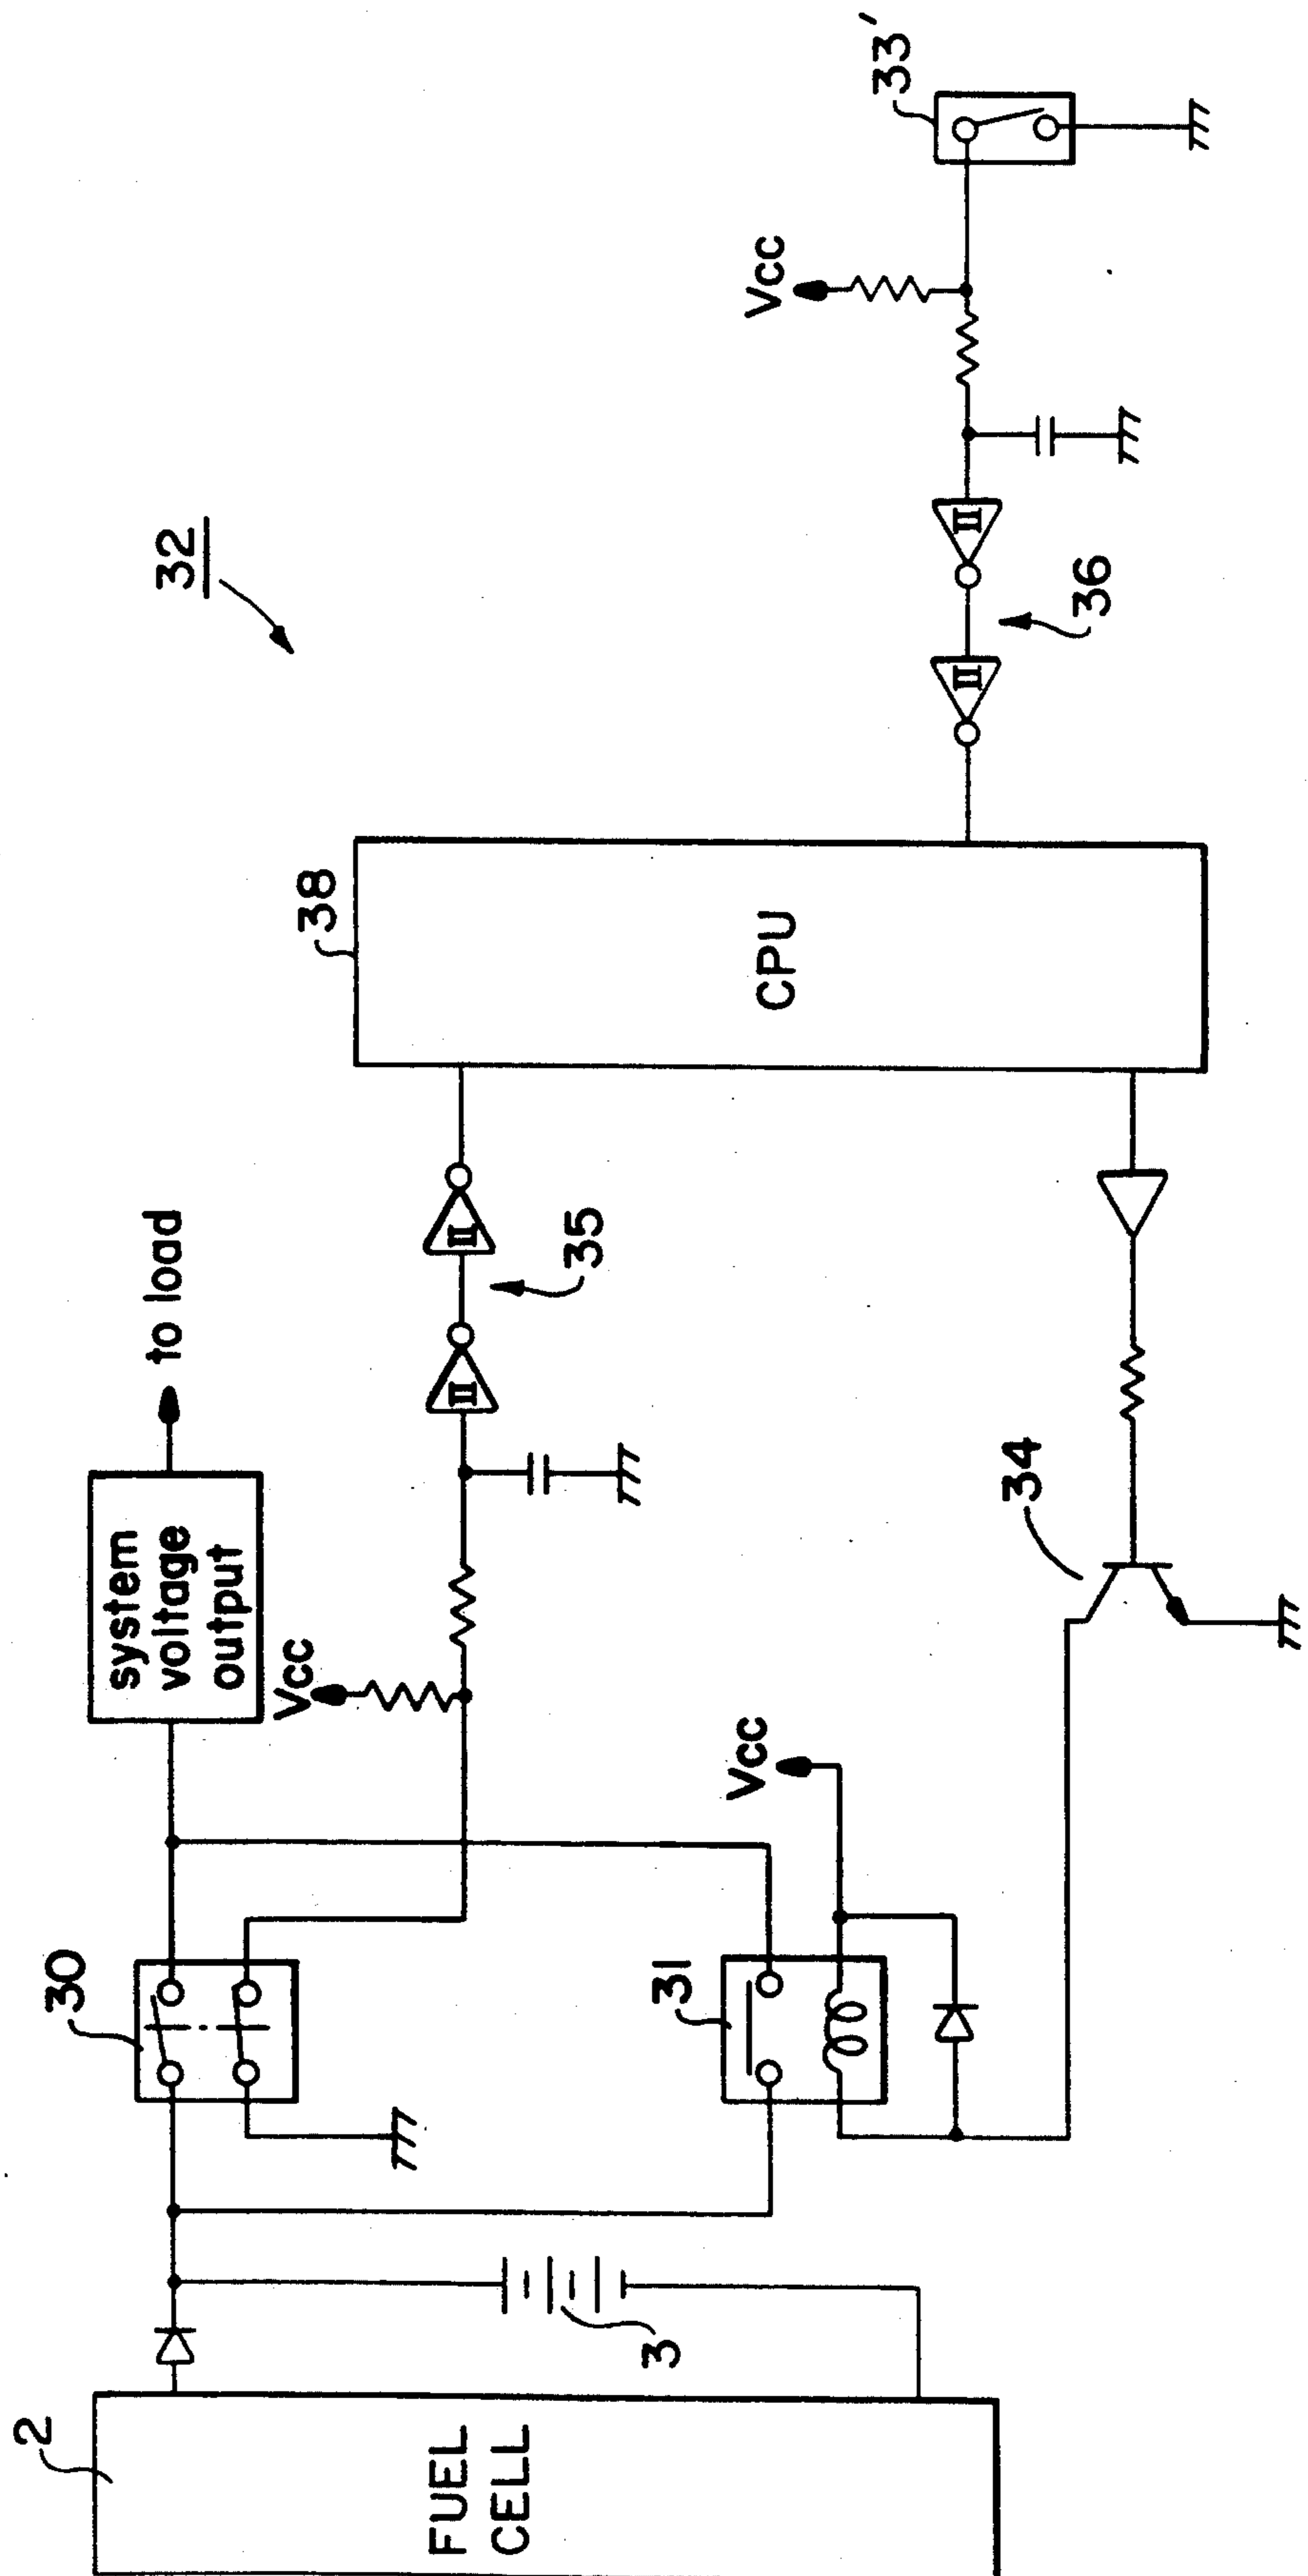 2
FUEL
CELL
3
30
31
Vcc
system
voltage
output
to load
Vcc
34
35
32
38
CPU
36
Vcc
33'